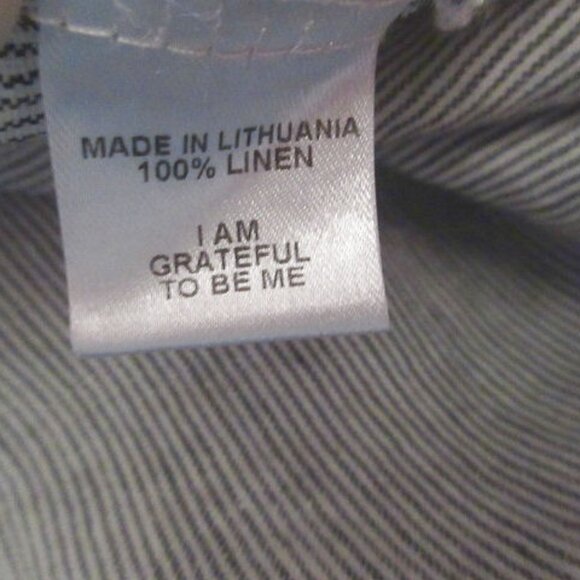 MADE IN LITHUANIA
100% LINEN
I AM
GRATEFUL
TO BE ME